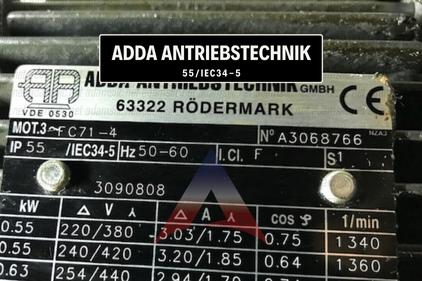 ADDA ANTRIEBSTECHNIK
55/IEC34-5
ADDA ANTRIEBSTECHNIK GMBH
63322 RÖDERMARK
VDE 0530
CE
MOT.3~FC71-4
Nº A3068766
NZA3
IP 55 /IEC34-5 Hz 50-60 I.Cl. F S1
3090808
kW △ V Y △ A Y cos φ 1/min
0.55 220/380 3.03/1.75 0.75 1340
0.55 240/420 3.20/1.85 0.64 1360
0.63 254/440